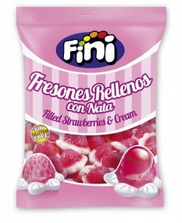 Fini
Fresones Rellenos
con Nata
Filled Strawberries & Cream